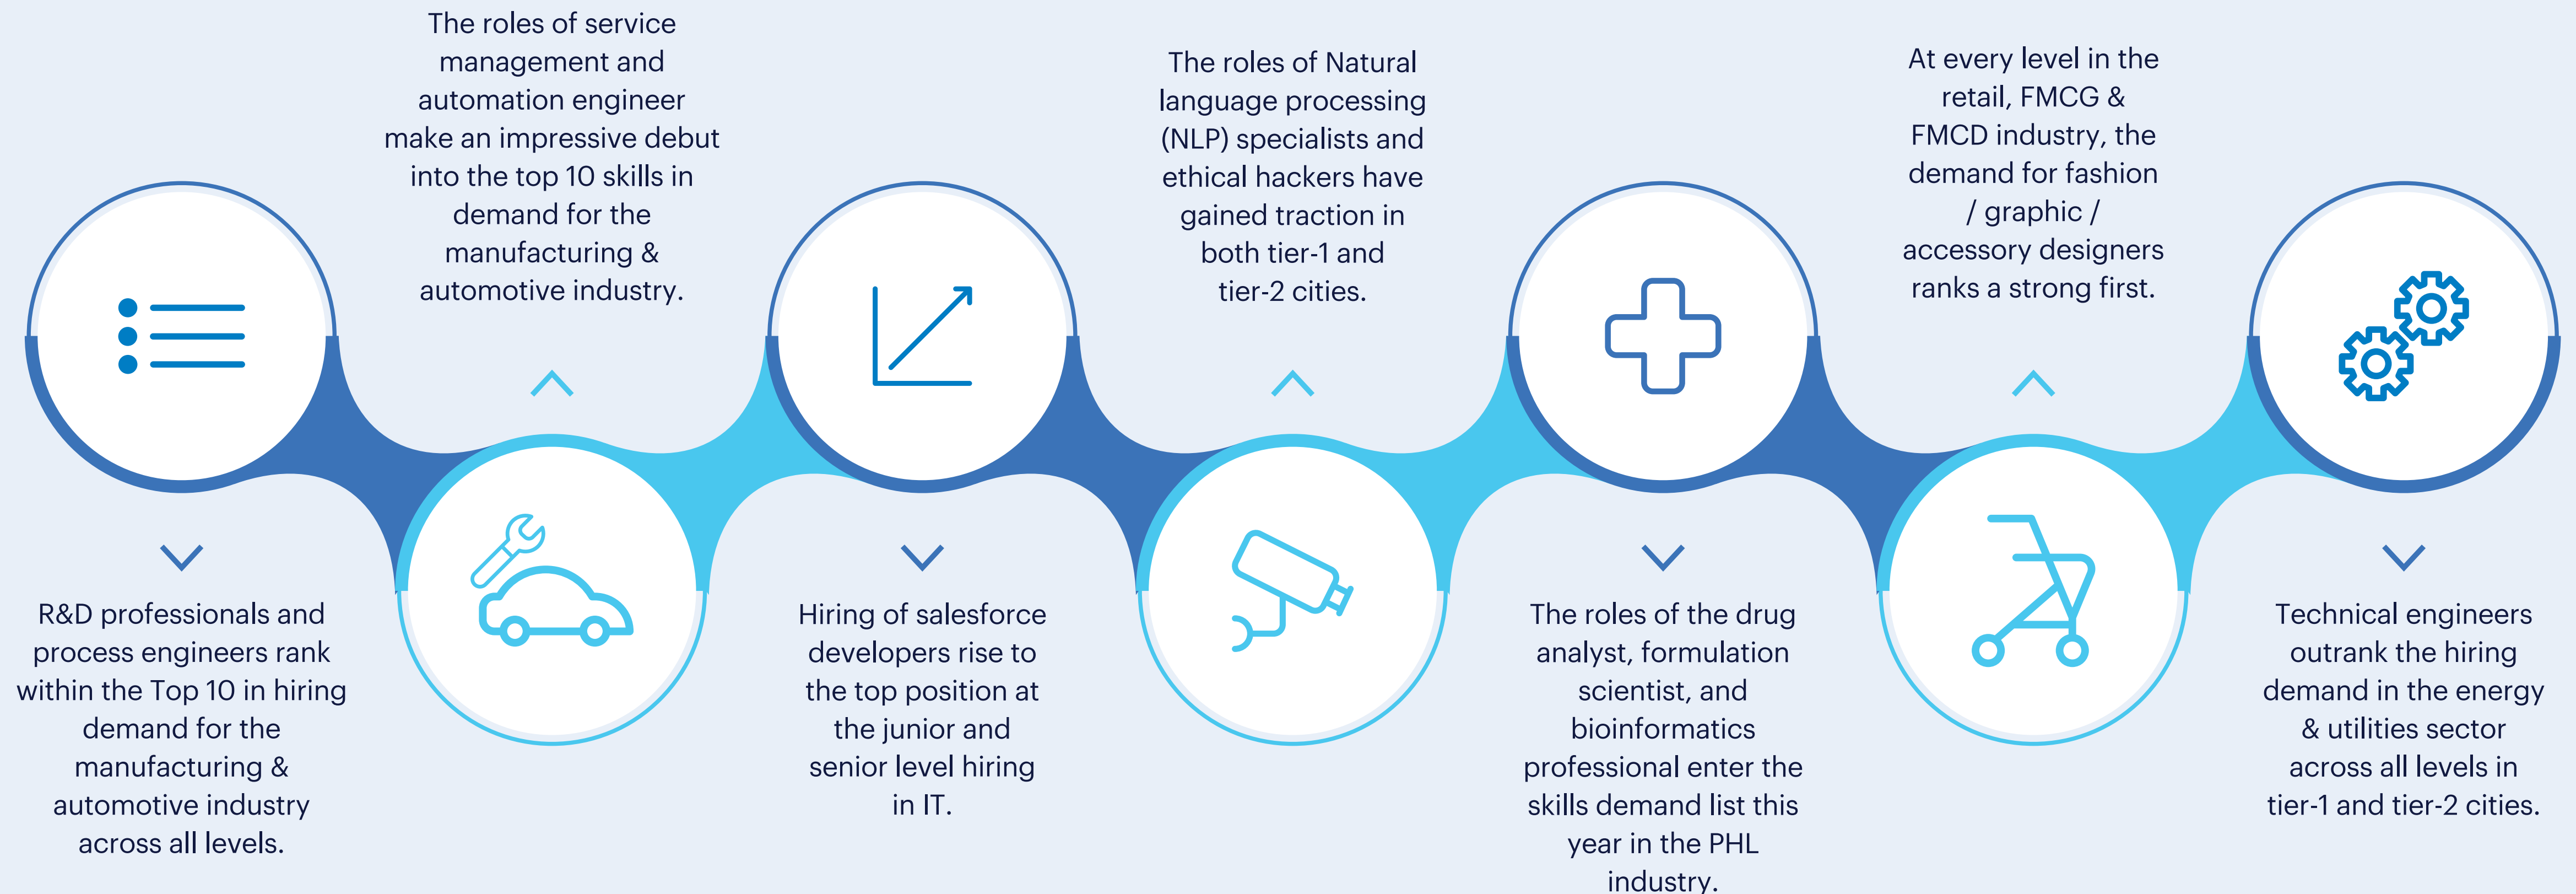 R&D professionals and
process engineers rank
within the Top 10 in hiring
demand for the
manufacturing &
automotive industry
across all levels.
The roles of service
management and
automation engineer
make an impressive debut
into the top 10 skills in
demand for the
manufacturing &
automotive industry.
Hiring of salesforce
developers rise to
the top position at
the junior and
senior level hiring
in IT.
The roles of Natural
language processing
(NLP) specialists and
ethical hackers have
gained traction in
both tier-1 and
tier-2 cities.
The roles of the drug
analyst, formulation
scientist, and
bioinformatics
professional enter the
skills demand list this
year in the PHL
industry.
At every level in the
retail, FMCG &
FMCD industry, the
demand for fashion
/ graphic /
accessory designers
ranks a strong first.
Technical engineers
outrank the hiring
demand in the energy
& utilities sector
across all levels in
tier-1 and tier-2 cities.